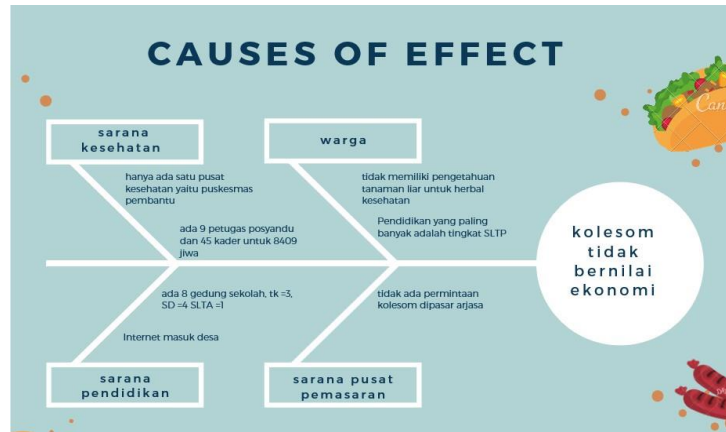 CAUSES OF EFFECT
Can
sarana
kesehatan
hanya ada satu pusat
kesehatan yaitu puskesmas
pembantu
ada 9 petugas posyandu
dan 45 kader untuk 8409
jiwa
warga
tidak memiliki pengetahuan
tanaman liar untuk herbal
kesehatan
Pendidikan yang paling
banyak adalah tingkat SLTP
kolesom
tidak
bernilai
ekonomi
ada 8 gedung sekolah, tk =3,
SD =4 SLTA =1
Internet masuk desa
sarana
pendidikan
tidak ada permintaan
kolesom dipasar arjasa
sarana pusat
pemasaran